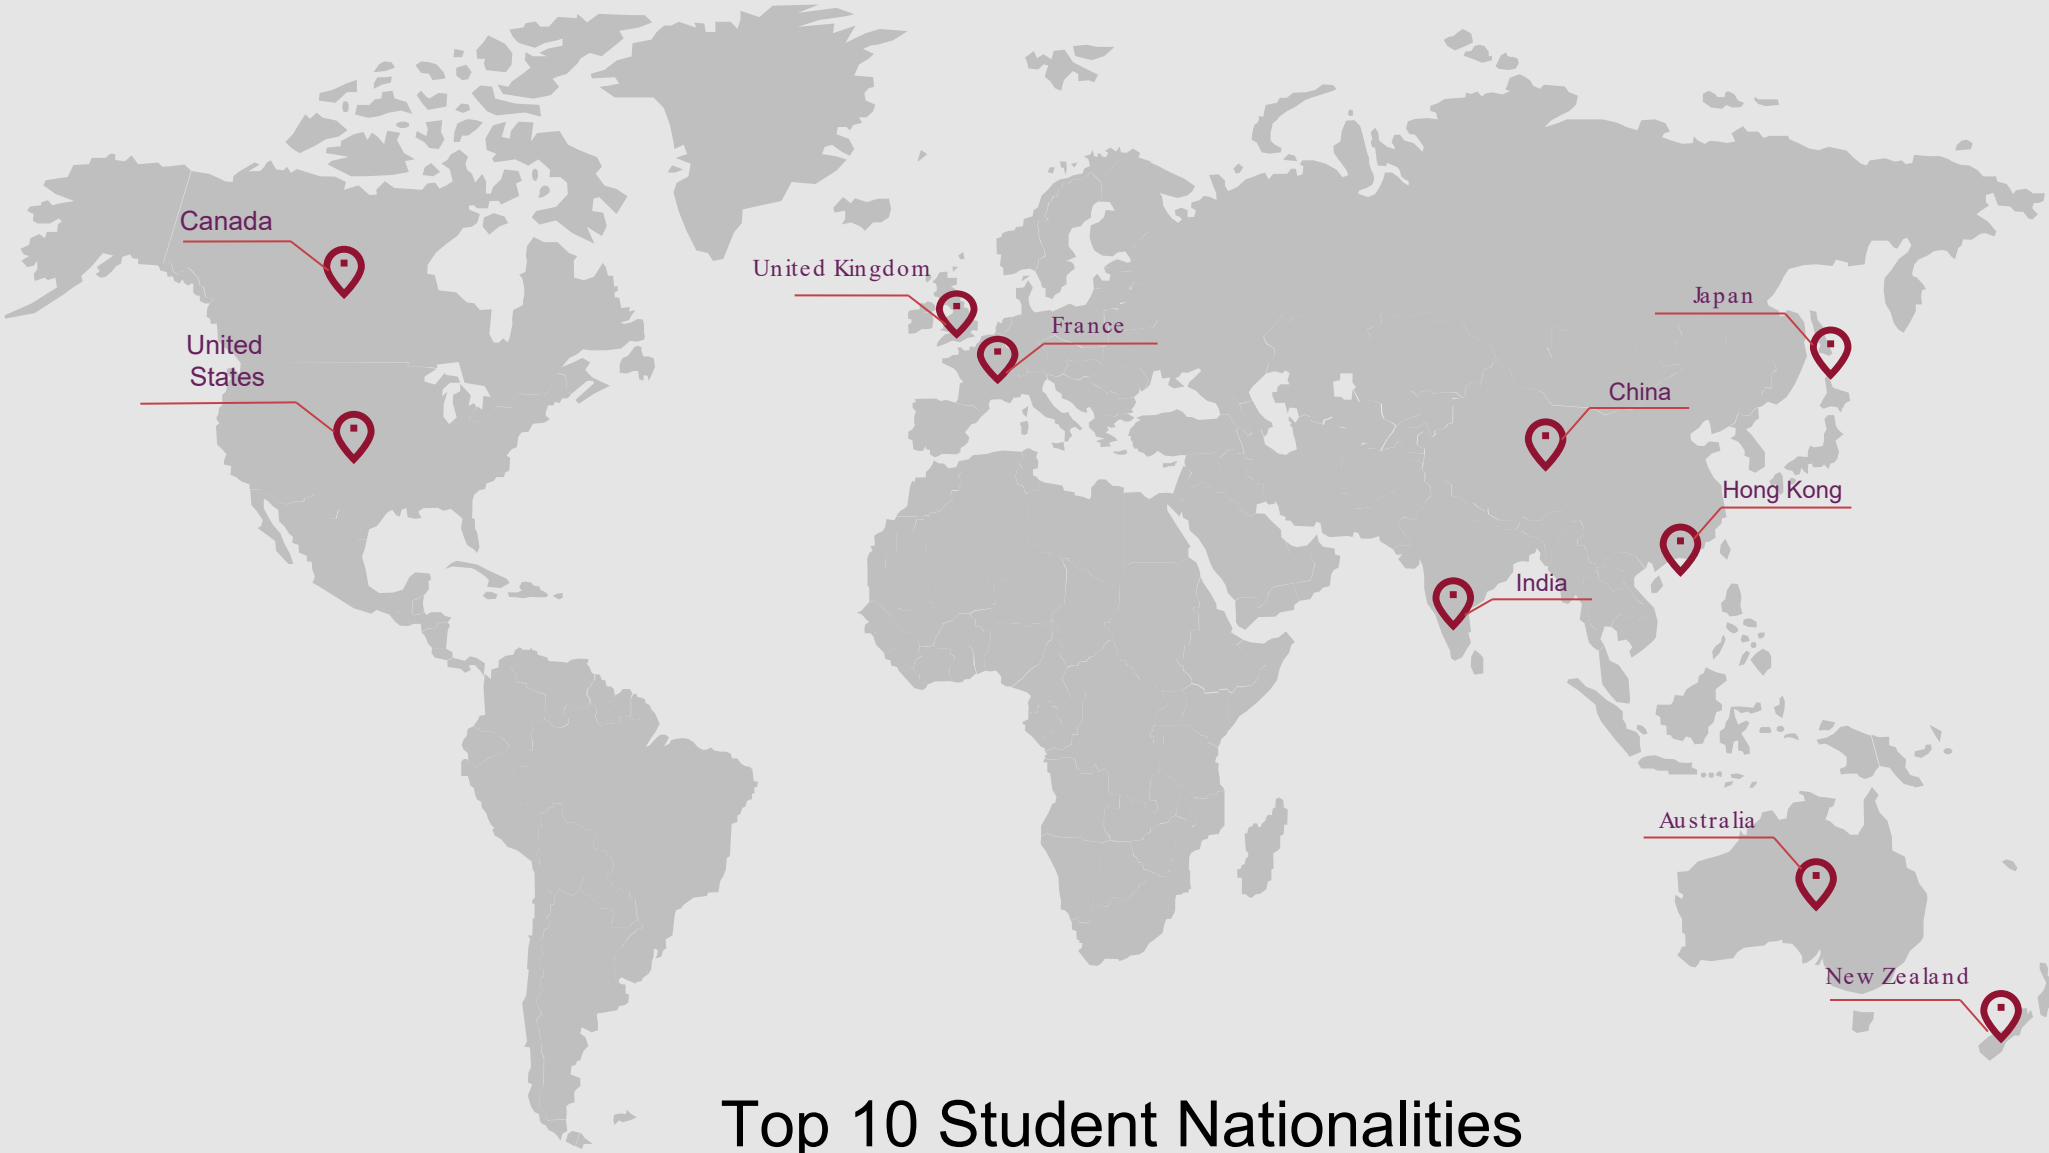 Canada
United Kingdom
Japan
France
United
States
China
Hong Kong
India
Australia
New Zealand
Top 10 Student Nationalities